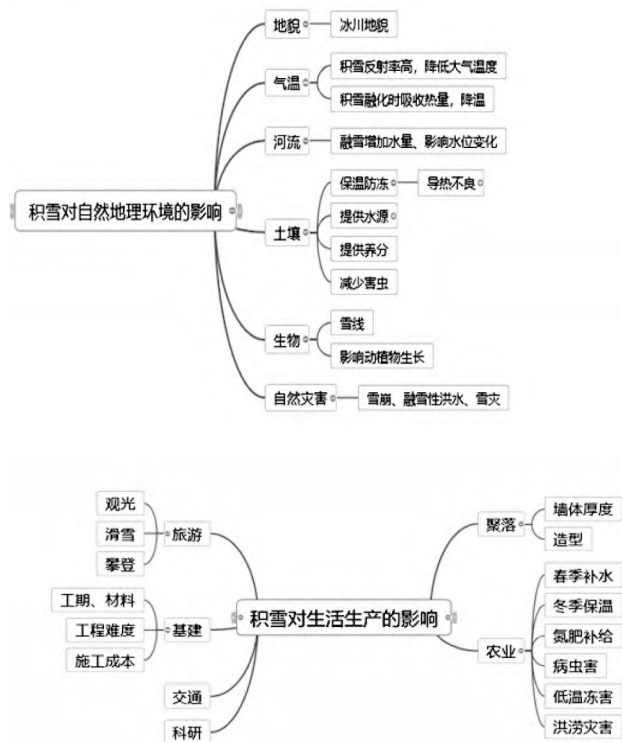 地貌
冰川地貌
气温
积雪反射率高，降低大气温度
积雪融化时吸收热量，降温
河流
融雪增加水量、影响水位变化
积雪对自然地理环境的影响
土壤
保温防冻
导热不良
提供水源
提供养分
减少害虫
生物
雪线
影响动植物生长
自然灾害
雪崩、融雪性洪水、雪灾
积雪对生活生产的影响
旅游
观光
滑雪
攀登
基建
工期、材料
工程难度
施工成本
交通
科研
聚落
墙体厚度
造型
农业
春季补水
冬季保温
氮肥补给
病虫害
低温冻害
洪涝灾害